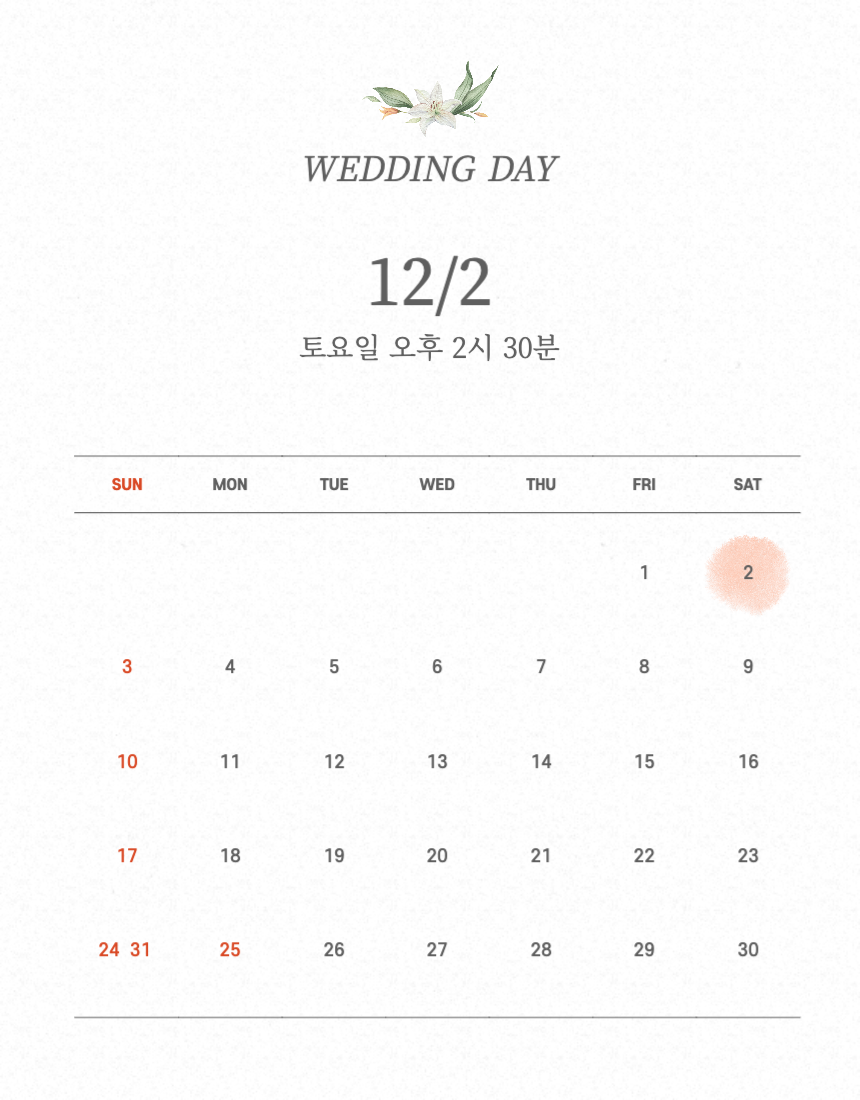 WEDDING DAY
12/2
토요일 오후 2시 30분
SUN MON TUE WED THU FRI SAT
1 2
3 4 5 6 7 8 9
10 11 12 13 14 15 16
17 18 19 20 21 22 23
24 31 25 26 27 28 29 30